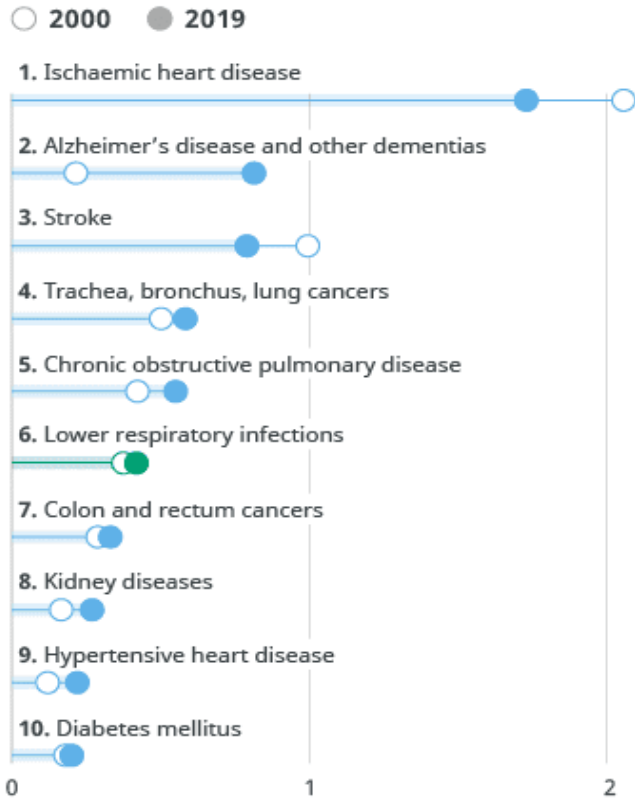 2000 2019
1. Ischaemic heart disease
2. Alzheimer's disease and other dementias
3. Stroke
4. Trachea, bronchus, lung cancers
5. Chronic obstructive pulmonary disease
6. Lower respiratory infections
7. Colon and rectum cancers
8. Kidney diseases
9. Hypertensive heart disease
10. Diabetes mellitus
0 1 2